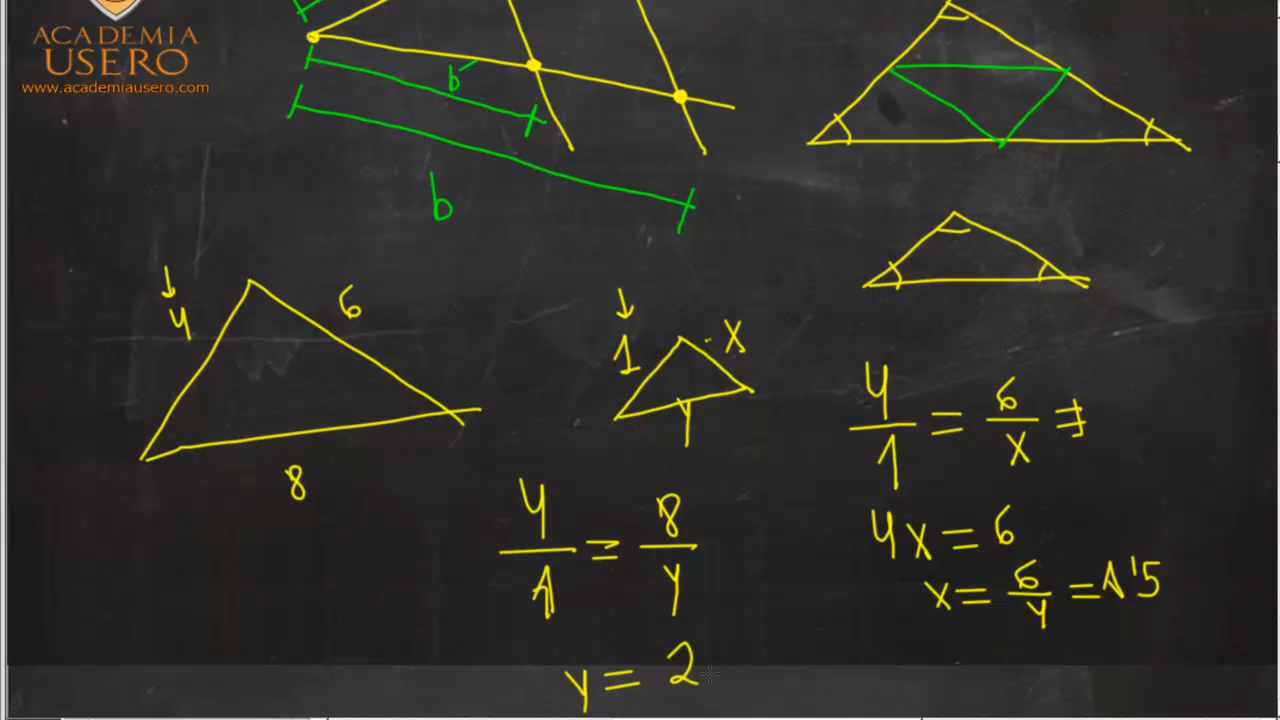 ACADEMIA
USERO
www.academiausero.com
b'
b
4
6
8
1
x
y
4/1 = 6/x ⇒
4x = 6
x = 6/4 = 1'5
4/1 = 8/y
y = 2